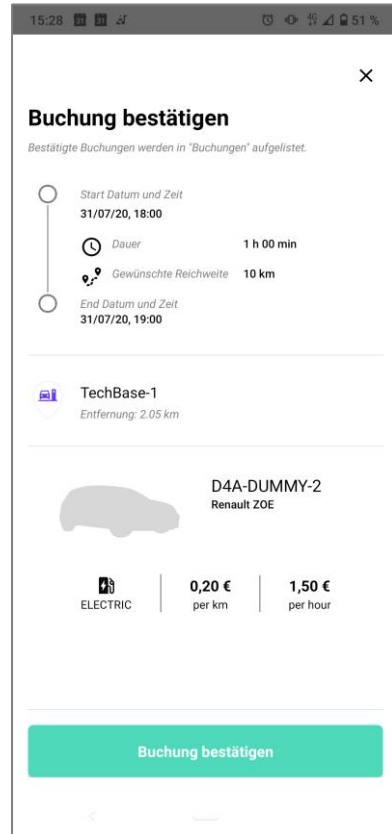 15:28 31 31 4G 51 %
Buchung bestätigen
Bestätigte Buchungen werden in "Buchungen" aufgelistet.
Start Datum und Zeit
31/07/20, 18:00
Dauer 1 h 00 min
Gewünschte Reichweite 10 km
End Datum und Zeit
31/07/20, 19:00
TechBase-1
Entfernung: 2.05 km
D4A-DUMMY-2
Renault ZOE
0,20 € 1,50 €
ELECTRIC per km per hour
Buchung bestätigen